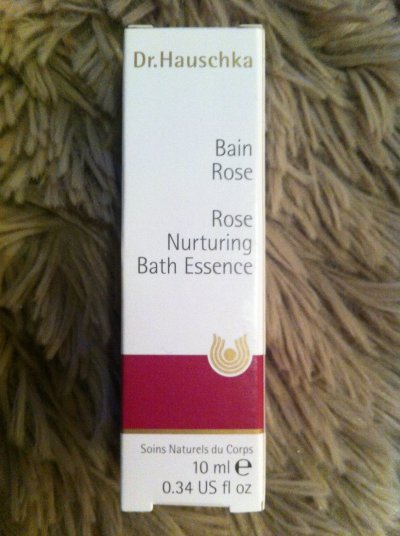 Dr.Hauschka
Bain
Rose
Rose
Nurturing
Bath Essence
Soins Naturels du Corps
10 ml ℮
0.34 US fl oz